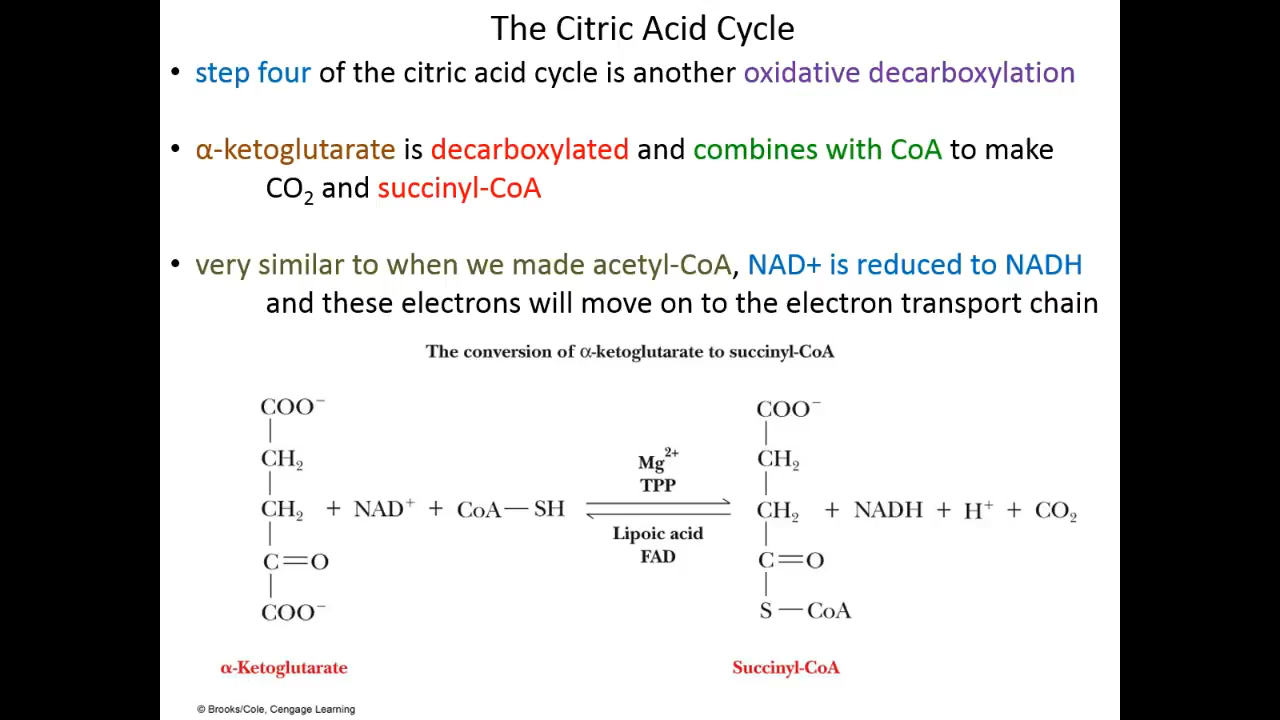 The Citric Acid Cycle
• step four of the citric acid cycle is another oxidative decarboxylation
• α-ketoglutarate is decarboxylated and combines with CoA to make
CO₂ and succinyl-CoA
• very similar to when we made acetyl-CoA, NAD+ is reduced to NADH
and these electrons will move on to the electron transport chain
The conversion of α-ketoglutarate to succinyl-CoA
COO⁻
CH₂
CH₂ + NAD⁺ + CoA—SH
C=O
COO⁻
Mg²⁺
TPP
Lipoic acid
FAD
COO⁻
CH₂
CH₂ + NADH + H⁺ + CO₂
C=O
S—CoA
α-Ketoglutarate
Succinyl-CoA
© Brooks/Cole, Cengage Learning